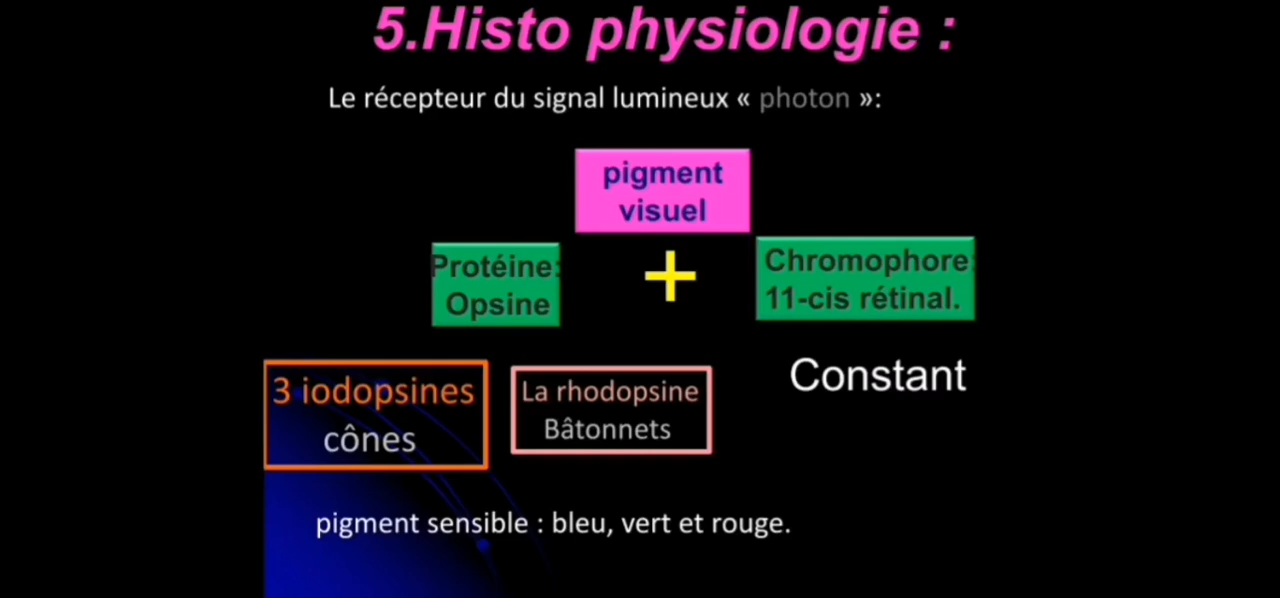 5.Histo physiologie :
Le récepteur du signal lumineux « photon »:
pigment
visuel
+
Protéine:
Opsine
Chromophore:
11-cis rétinal.
3 iodopsines
cônes
La rhodopsine
Bâtonnets
Constant
pigment sensible : bleu, vert et rouge.